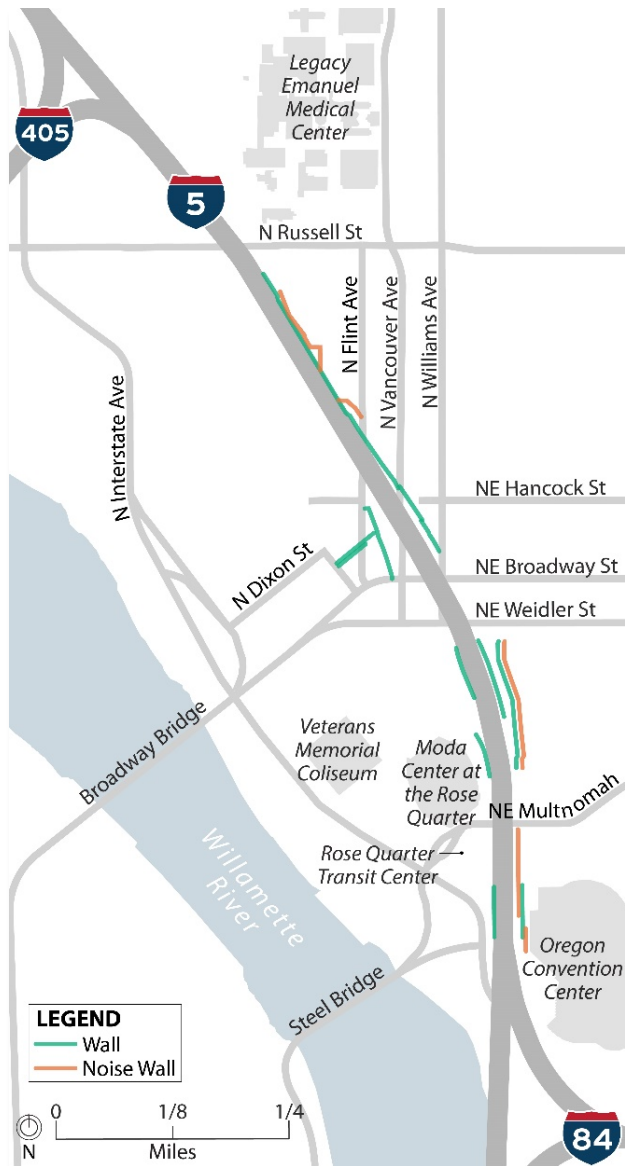 Legacy
Emanuel
Medical
Center
405
5
N Russell St
N Flint Ave
N Vancouver Ave
N Williams Ave
N Interstate Ave
NE Hancock St
N Dixon St
NE Broadway St
NE Weidler St
Broadway Bridge
Veterans
Memorial
Coliseum
Moda
Center at
the Rose
Quarter
NE Multnomah
Rose Quarter
Transit Center
Willamette
River
Oregon
Convention
Center
Steel Bridge
LEGEND
Wall
Noise Wall
0 1/8 1/4
Miles
N
84